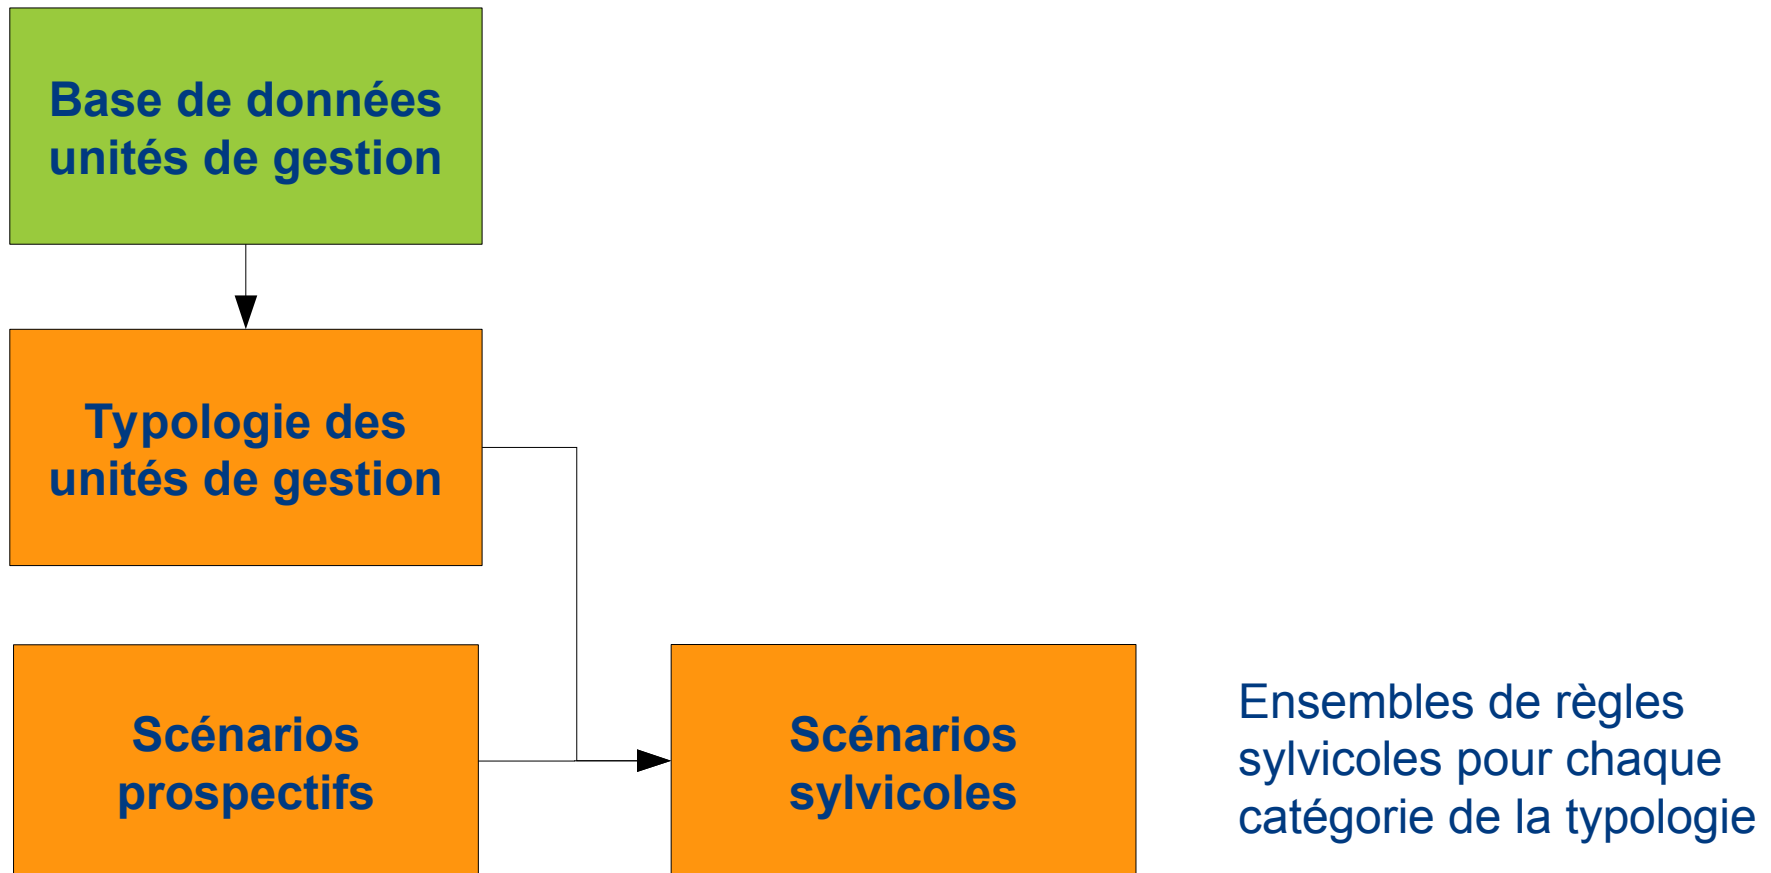 Base de données
unités de gestion
Typologie des
unités de gestion
Scénarios
prospectifs
Scénarios
sylvicoles
Ensembles de règles
sylvicoles pour chaque
catégorie de la typologie